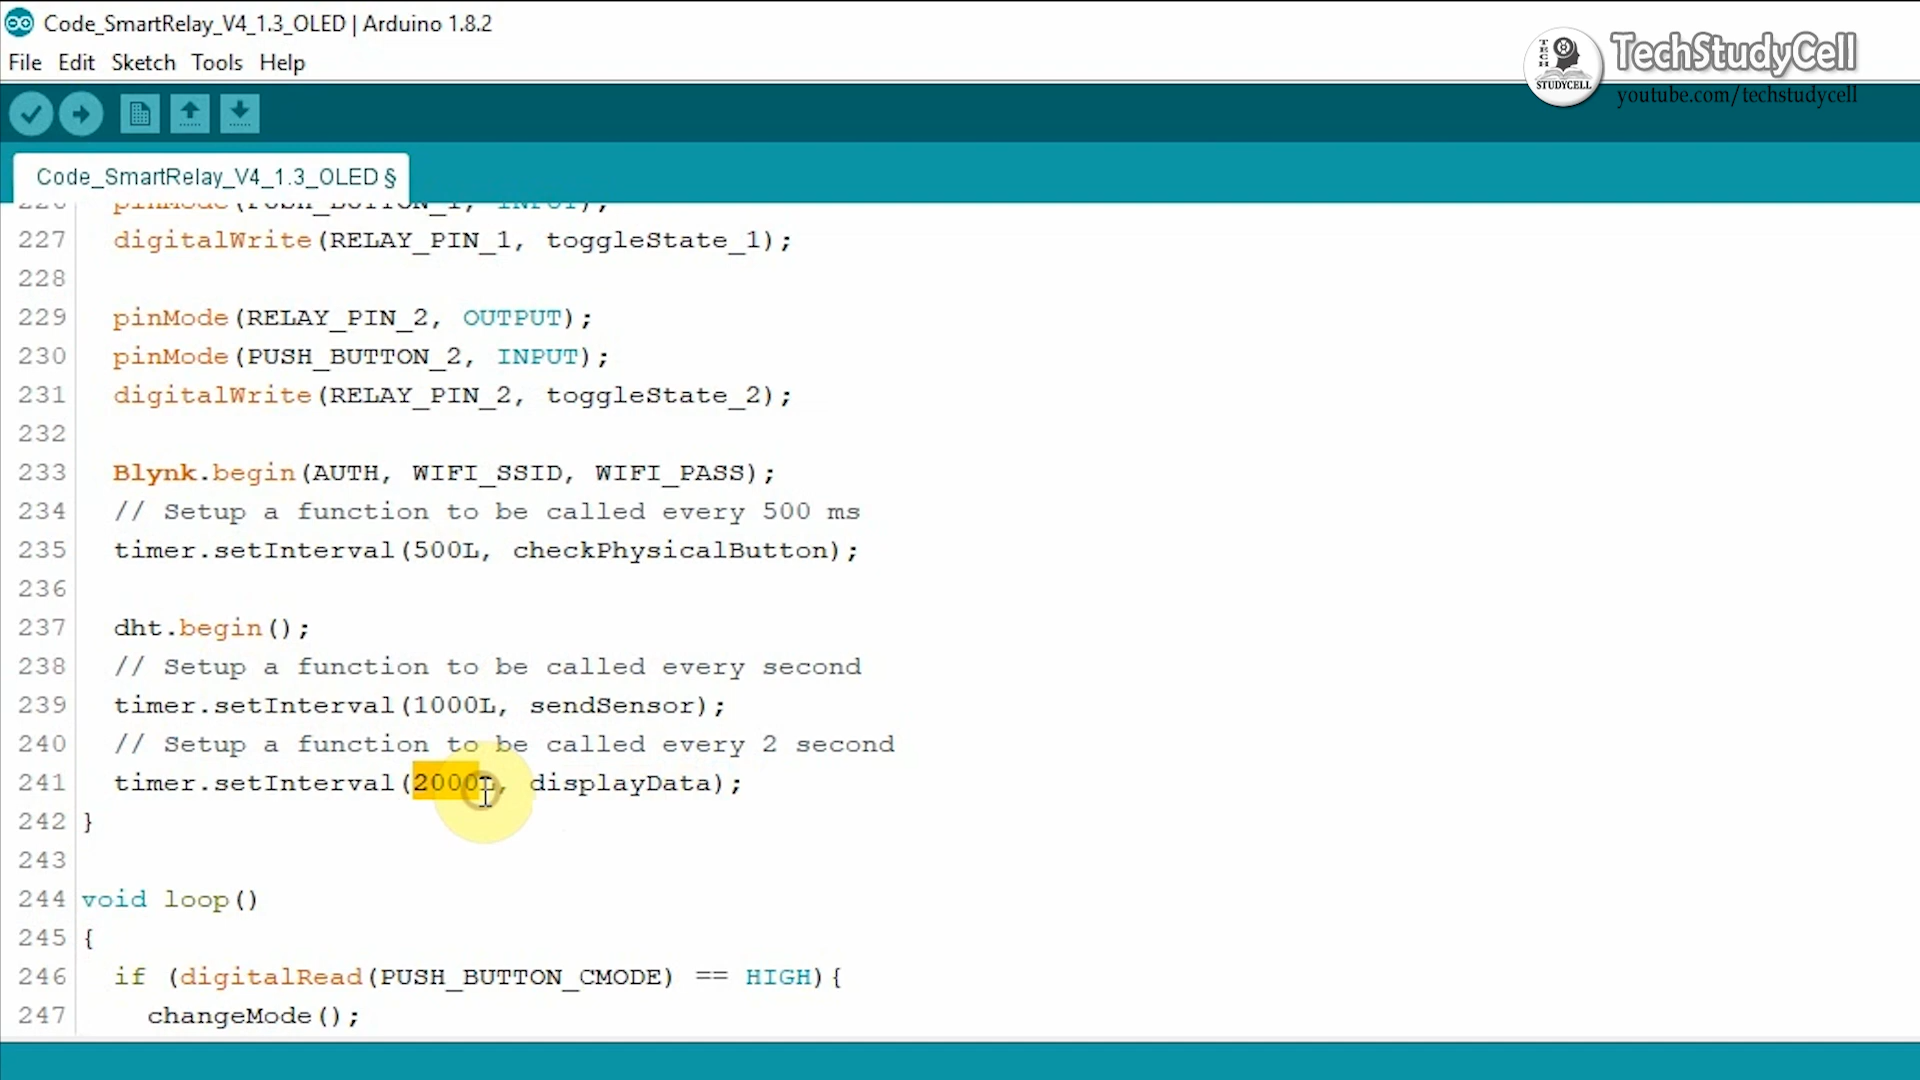 Code_SmartRelay_V4_1.3_OLED | Arduino 1.8.2
File Edit Sketch Tools Help
TechStudyCell
youtube.com/techstudycell
TECH
STUDYCELL
Code_SmartRelay_V4_1.3_OLED §
226 pinMode(PUSH_BUTTON_1, INPUT);
227 digitalWrite(RELAY_PIN_1, toggleState_1);
228
229 pinMode(RELAY_PIN_2, OUTPUT);
230 pinMode(PUSH_BUTTON_2, INPUT);
231 digitalWrite(RELAY_PIN_2, toggleState_2);
232
233 Blynk.begin(AUTH, WIFI_SSID, WIFI_PASS);
234 // Setup a function to be called every 500 ms
235 timer.setInterval(500L, checkPhysicalButton);
236
237 dht.begin();
238 // Setup a function to be called every second
239 timer.setInterval(1000L, sendSensor);
240 // Setup a function to be called every 2 second
241 timer.setInterval(2000L, displayData);
242 }
243
244 void loop()
245 {
246 if (digitalRead(PUSH_BUTTON_CMODE) == HIGH){
247 changeMode();